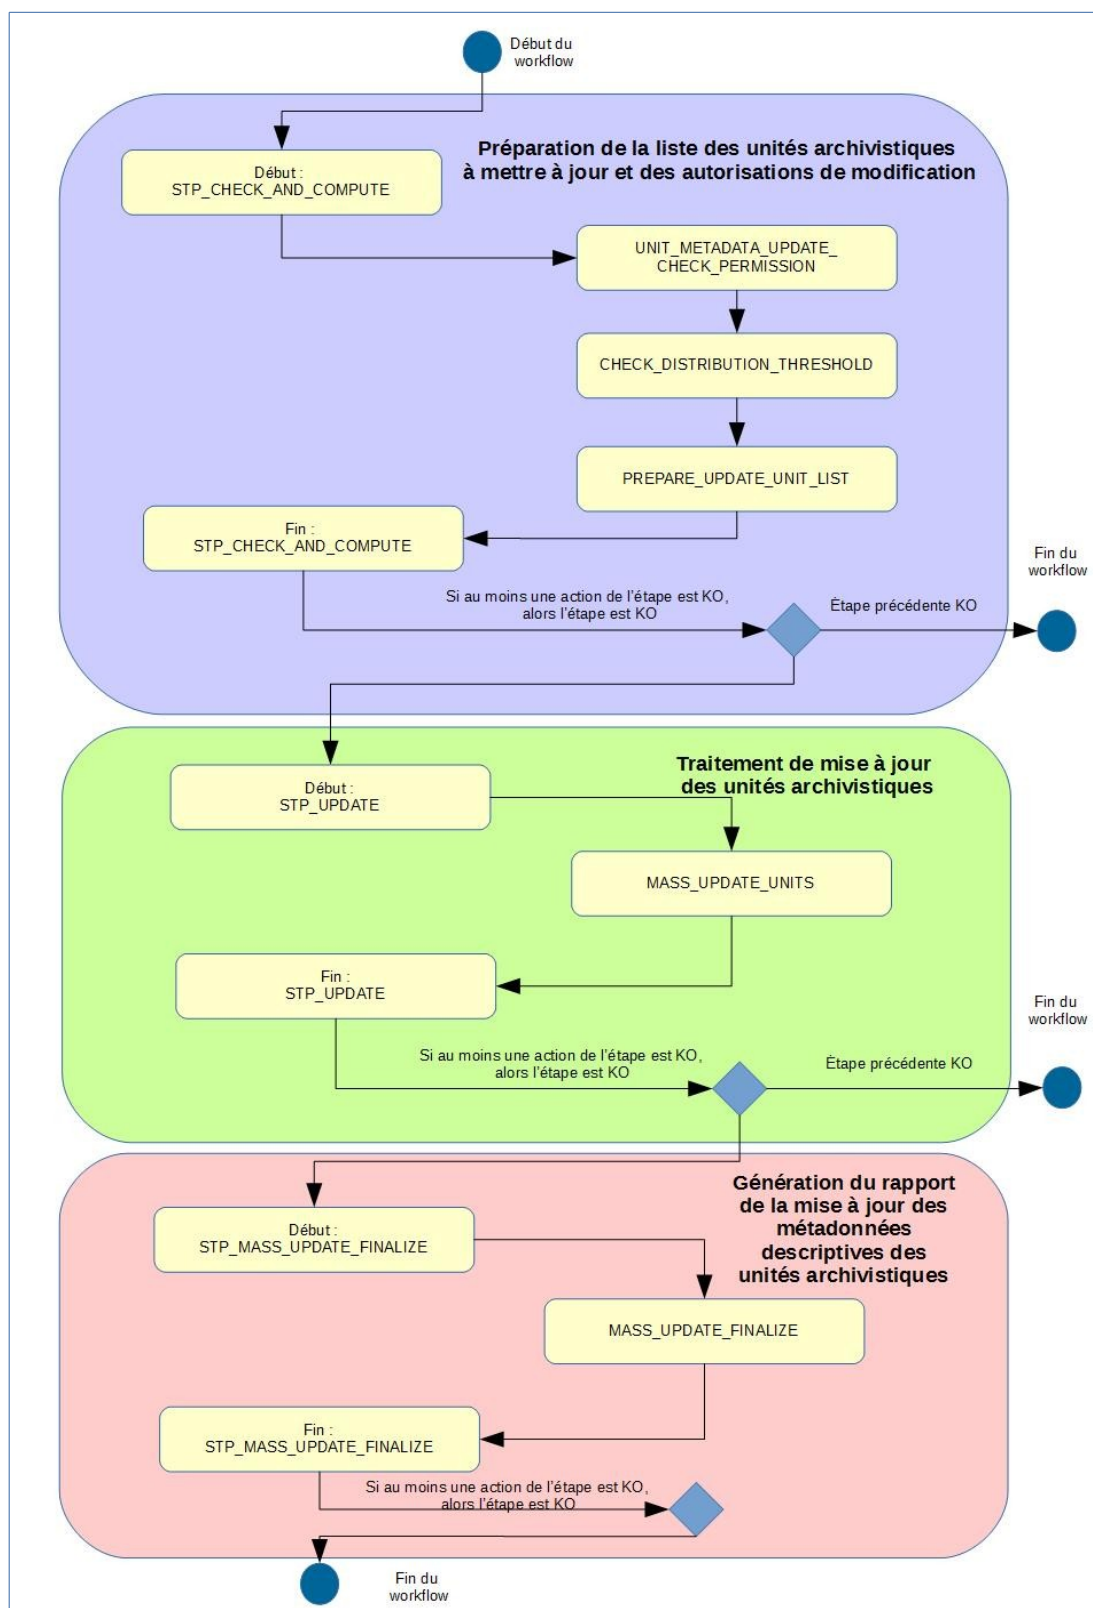 Début du
workflow
Préparation de la liste des unités archivistiques
à mettre à jour et des autorisations de modification
Début :
STP_CHECK_AND_COMPUTE
UNIT_METADATA_UPDATE_
CHECK_PERMISSION
CHECK_DISTRIBUTION_THRESHOLD
PREPARE_UPDATE_UNIT_LIST
Fin :
STP_CHECK_AND_COMPUTE
Fin du
workflow
Si au moins une action de l'étape est KO,
alors l'étape est KO
Étape précédente KO
Traitement de mise à jour
des unités archivistiques
Début :
STP_UPDATE
MASS_UPDATE_UNITS
Fin :
STP_UPDATE
Fin du
workflow
Si au moins une action de l'étape est KO,
alors l'étape est KO
Étape précédente KO
Génération du rapport
de la mise à jour des
métadonnées
descriptives des
unités archivistiques
Début :
STP_MASS_UPDATE_FINALIZE
MASS_UPDATE_FINALIZE
Fin :
STP_MASS_UPDATE_FINALIZE
Si au moins une action de l'étape est KO,
alors l'étape est KO
Fin du
workflow